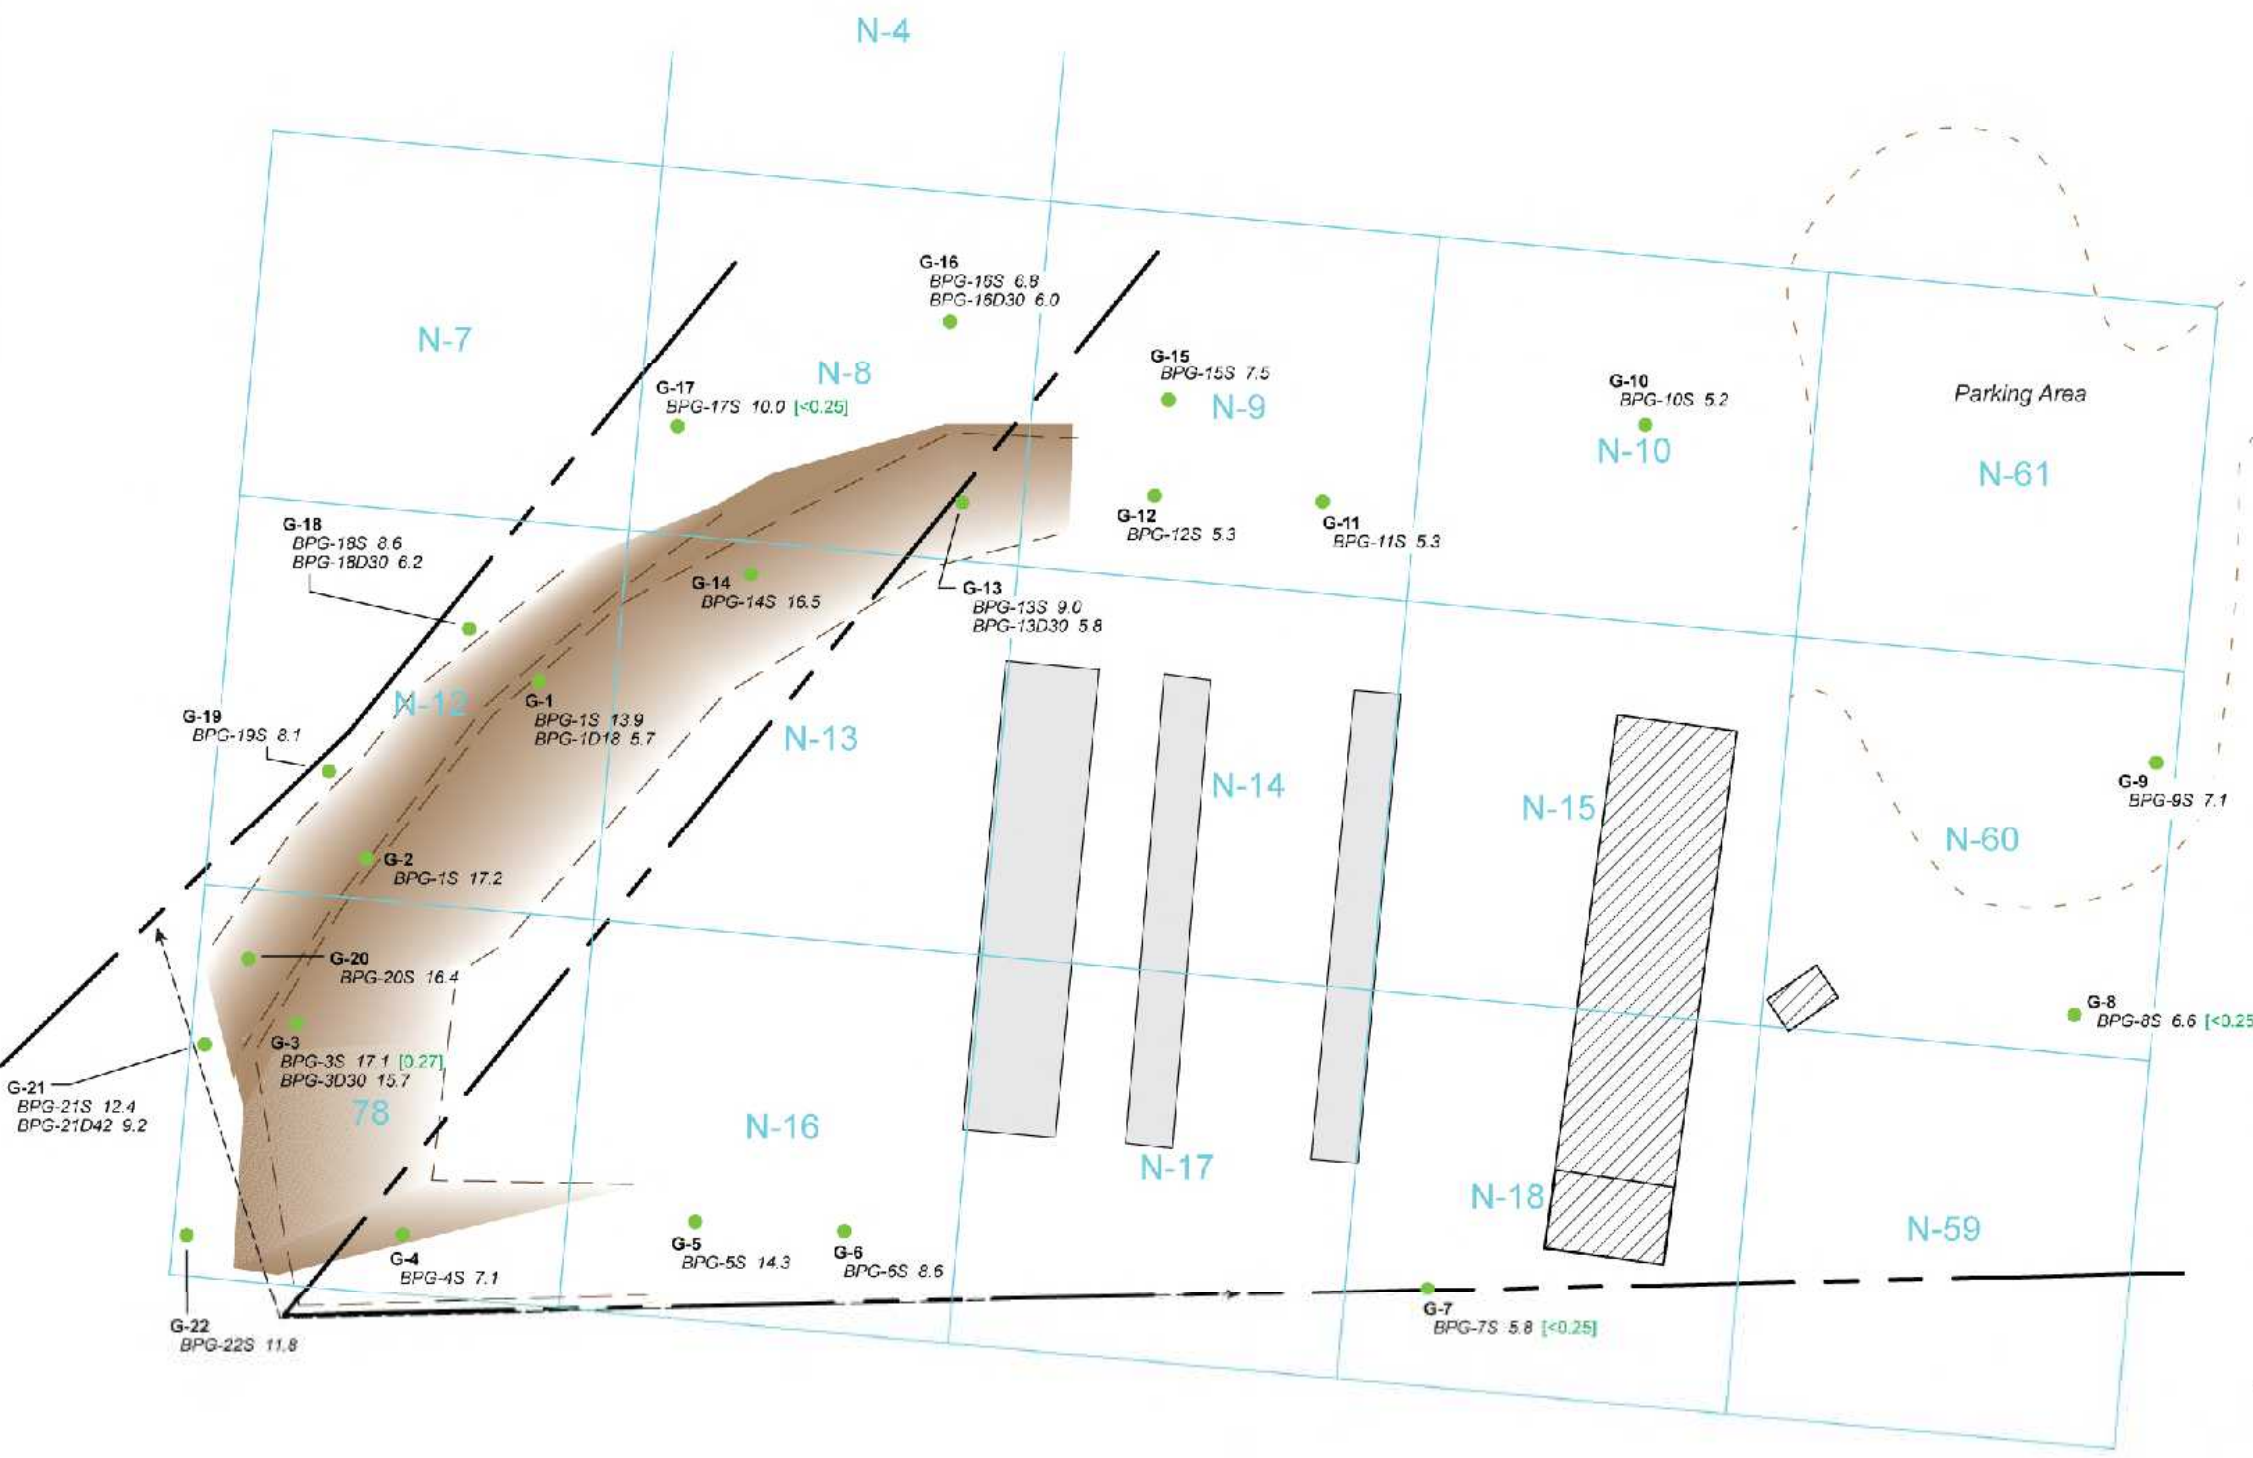 N-4
G-16
BPG-16S 6.8
BPG-16D30 6.0
N-7
N-8
G-17
BPG-17S 10.0 [<0.25]
G-15
BPG-15S 7.5
N-9
G-10
BPG-10S 5.2
N-10
Parking Area
N-61
G-18
BPG-18S 8.6
BPG-18D30 6.2
G-12
BPG-12S 5.3
G-11
BPG-11S 5.3
G-14
BPG-14S 16.5
G-13
BPG-13S 9.0
BPG-13D30 5.8
N-12
G-1
BPG-1S 13.9
BPG-1D18 5.7
G-19
BPG-19S 8.1
N-13
N-14
N-15
G-9
BPG-9S 7.1
N-60
G-2
BPG-1S 17.2
G-20
BPG-20S 16.4
G-8
BPG-8S 6.6 [<0.25
G-3
BPG-3S 17.1 [0.27]
BPG-3D30 15.7
G-21
BPG-21S 12.4
BPG-21D42 9.2
78
N-16
N-17
N-18
N-59
G-4
BPG-4S 7.1
G-5
BPG-5S 14.3
G-6
BPG-6S 8.6
G-7
BPG-7S 5.8 [<0.25]
G-22
BPG-22S 11.8